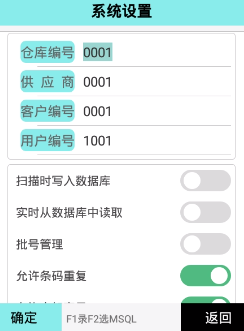 系统设置
仓库编号 0001
供 应 商 0001
客户编号 0001
用户编号 1001
扫描时写入数据库
实时从数据库中读取
批号管理
允许条码重复
确定 F1录F2选MSQL 返回